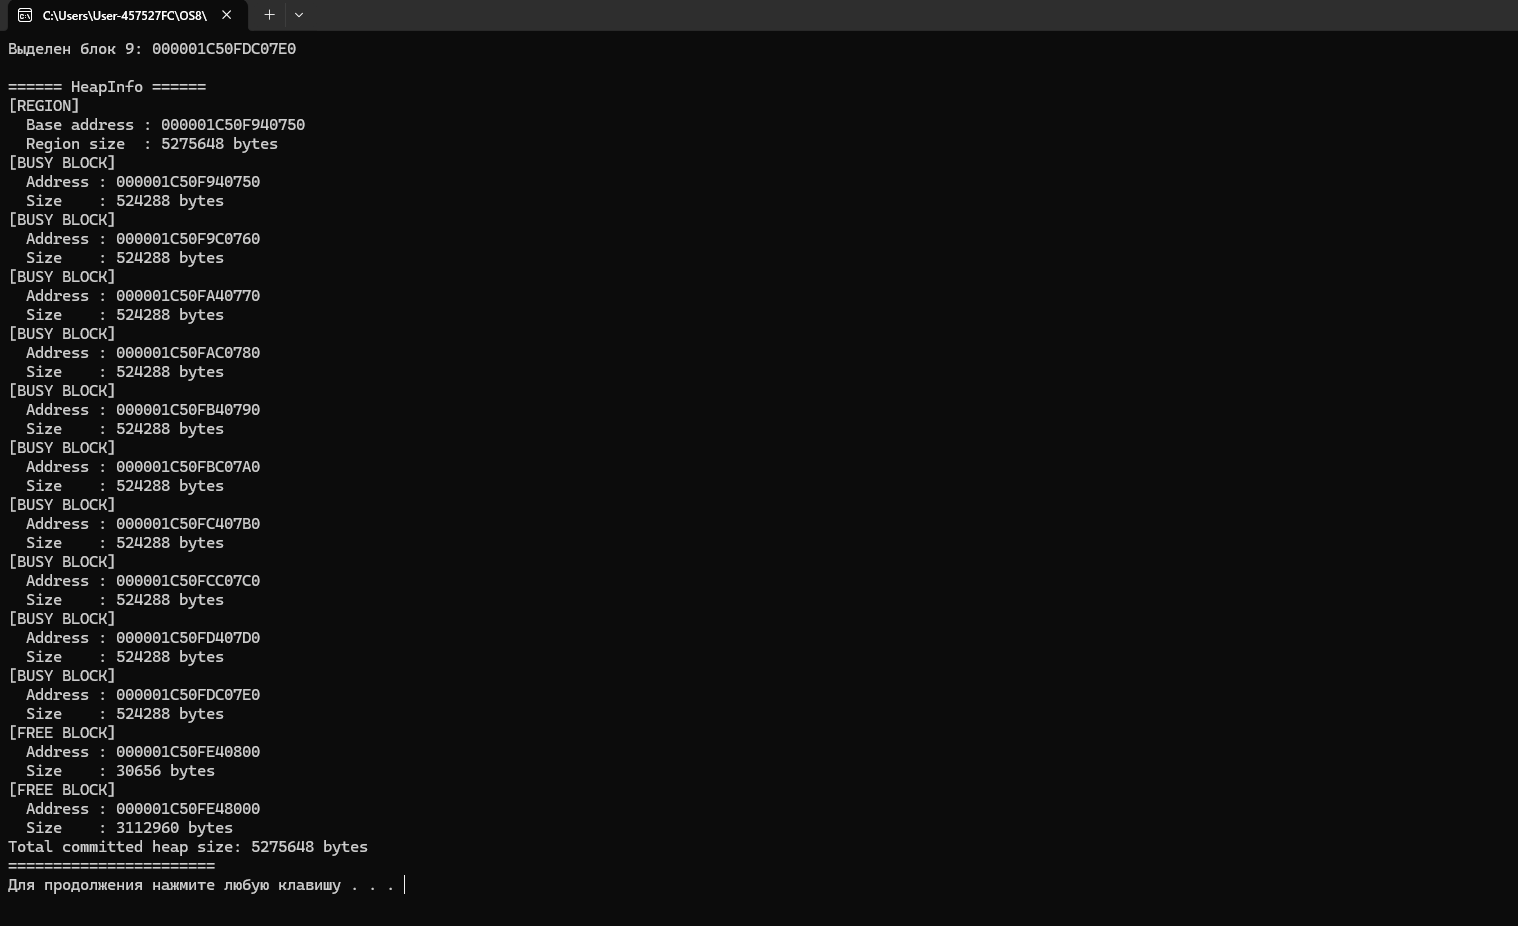 C:\Users\User-457527FC\OS8\
Выделен блок 9: 000001C50FDC07E0
====== HeapInfo ======
[REGION]
  Base address : 000001C50F940750
  Region size  : 5275648 bytes
[BUSY BLOCK]
  Address : 000001C50F940750
  Size    : 524288 bytes
[BUSY BLOCK]
  Address : 000001C50F9C0760
  Size    : 524288 bytes
[BUSY BLOCK]
  Address : 000001C50FA40770
  Size    : 524288 bytes
[BUSY BLOCK]
  Address : 000001C50FAC0780
  Size    : 524288 bytes
[BUSY BLOCK]
  Address : 000001C50FB40790
  Size    : 524288 bytes
[BUSY BLOCK]
  Address : 000001C50FBC07A0
  Size    : 524288 bytes
[BUSY BLOCK]
  Address : 000001C50FC407B0
  Size    : 524288 bytes
[BUSY BLOCK]
  Address : 000001C50FCC07C0
  Size    : 524288 bytes
[BUSY BLOCK]
  Address : 000001C50FD407D0
  Size    : 524288 bytes
[BUSY BLOCK]
  Address : 000001C50FDC07E0
  Size    : 524288 bytes
[FREE BLOCK]
  Address : 000001C50FE40800
  Size    : 30656 bytes
[FREE BLOCK]
  Address : 000001C50FE48000
  Size    : 3112960 bytes
Total committed heap size: 5275648 bytes
=======================
Для продолжения нажмите любую клавишу . . .